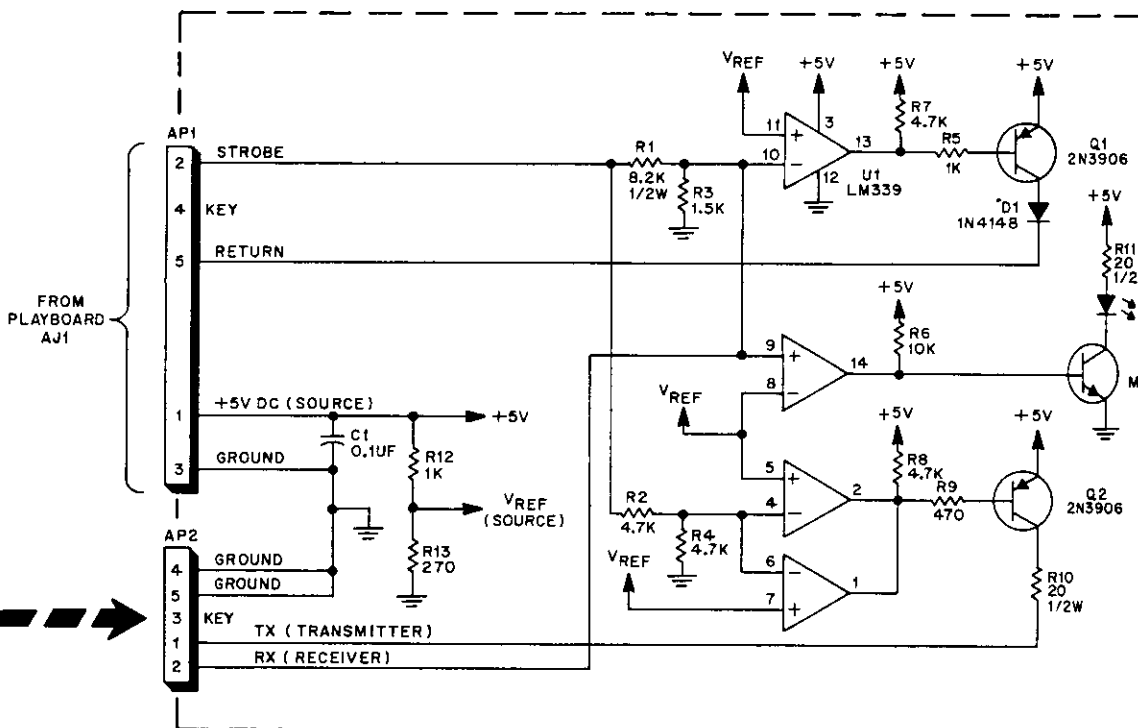 AP1
2
STROBE
4
KEY
5
RETURN
FROM
PLAYBOARD
AJ1
1
+5V DC (SOURCE)
+5V
3
GROUND
C1
0.1UF
R12
1K
VREF
(SOURCE)
R13
270
AP2
4
GROUND
5
GROUND
3
KEY
1
TX (TRANSMITTER)
2
RX (RECEIVER)
R1
8.2K
1/2W
R3
1.5K
VREF
+5V
11
+
3
10
−
12
13
U1
LM339
+5V
R7
4.7K
R5
1K
+5V
Q1
2N3906
D1
1N4148
+5V
R11
20
1/2
9
+
8
−
14
+5V
R6
10K
M
VREF
5
+
4
−
2
+5V
R8
4.7K
R9
470
+5V
Q2
2N3906
R2
4.7K
R4
4.7K
6
−
7
+
1
VREF
R10
20
1/2W